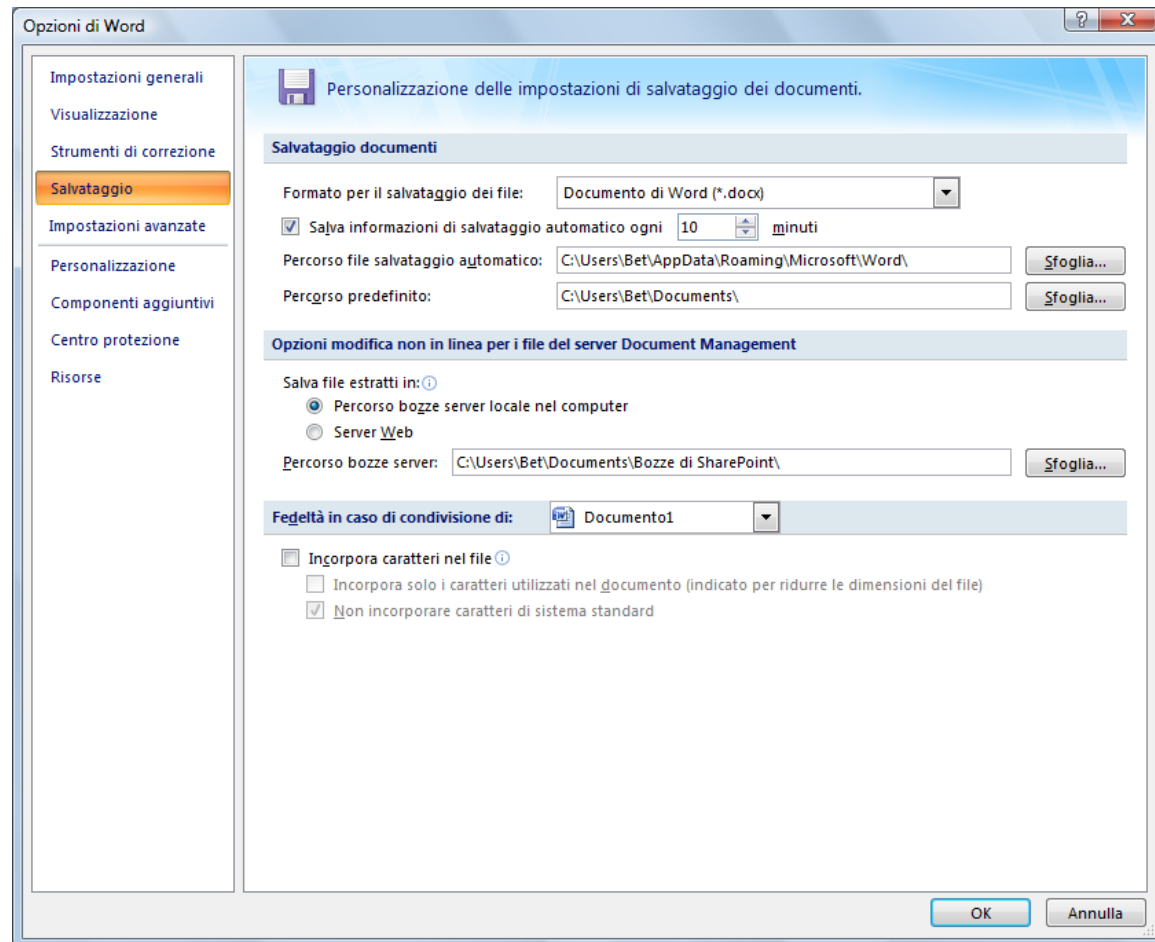 Opzioni di Word
Impostazioni generali
Visualizzazione
Strumenti di correzione
Salvataggio
Impostazioni avanzate
Personalizzazione
Componenti aggiuntivi
Centro protezione
Risorse
Personalizzazione delle impostazioni di salvataggio dei documenti.
Salvataggio documenti
Formato per il salvataggio dei file: Documento di Word (*.docx)
Salva informazioni di salvataggio automatico ogni 10 minuti
Percorso file salvataggio automatico: C:\Users\Bet\AppData\Roaming\Microsoft\Word\ Sfoglia...
Percorso predefinito: C:\Users\Bet\Documents\ Sfoglia...
Opzioni modifica non in linea per i file del server Document Management
Salva file estratti in:
Percorso bozze server locale nel computer
Server Web
Percorso bozze server: C:\Users\Bet\Documents\Bozze di SharePoint\ Sfoglia...
Fedeltà in caso di condivisione di: Documento1
Incorpora caratteri nel file
Incorpora solo i caratteri utilizzati nel documento (indicato per ridurre le dimensioni del file)
Non incorporare caratteri di sistema standard
OK Annulla